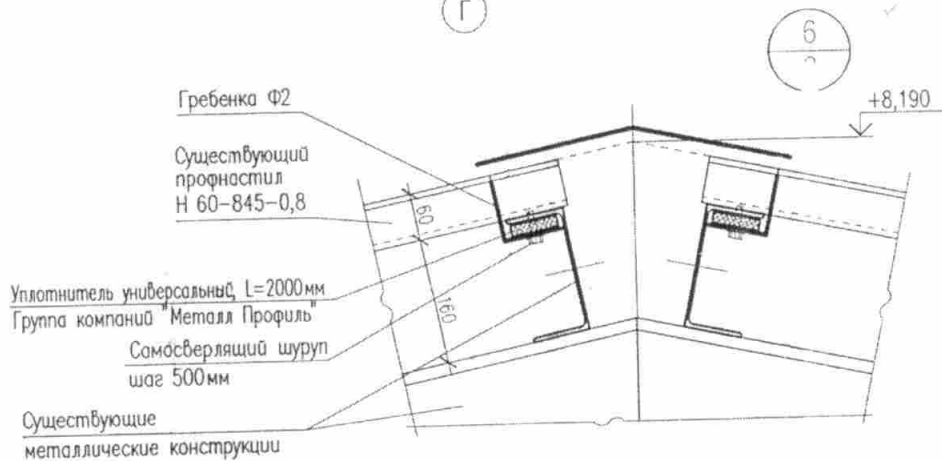 Г
6
+8,190
Гребенка Ф2
Существующий
профнастил
Н 60-845-0,8
60
Уплотнитель универсальный, L=2000мм
Группа компаний "Металл Профиль"
160
Самосверлящий шуруп
шаг 500мм
Существующие
металлические конструкции